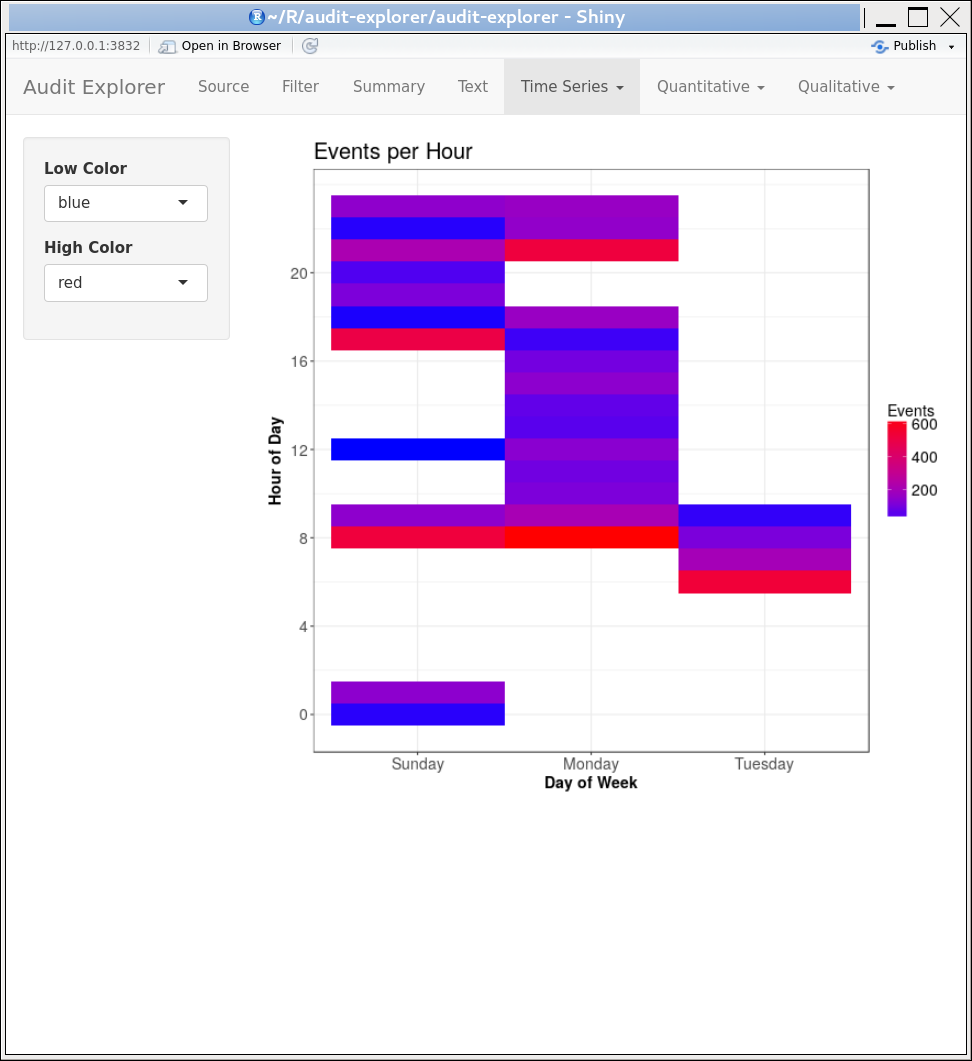 ~/R/audit-explorer/audit-explorer - Shiny
http://127.0.0.1:3832 Open in Browser Publish
Audit Explorer Source Filter Summary Text Time Series Quantitative Qualitative
Low Color
blue
High Color
red
Events per Hour
20
16
12
8
4
0
Hour of Day
Sunday Monday Tuesday
Day of Week
Events
600
400
200